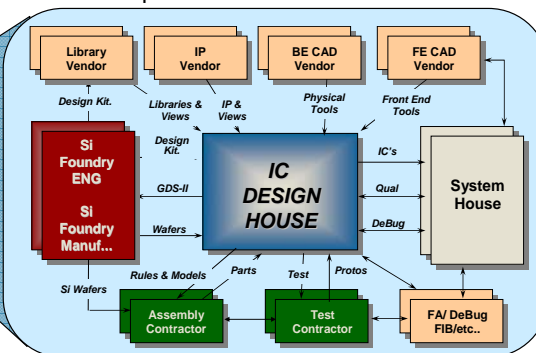 Library
Vendor
IP
Vendor
BE CAD
Vendor
FE CAD
Vendor
Design Kit.
Libraries &
Views
IP &
Views
Physical
Tools
Front End
Tools
Si
Foundry
ENG
Si
Foundry
Manuf...
Design
Kit.
GDS-II
Wafers
IC
DESIGN
HOUSE
IC's
Qual
DeBug
System
House
Si Wafers
Rules & Models
Parts
Test
Protos
Assembly
Contractor
Test
Contractor
FA/ DeBug
FIB/etc..